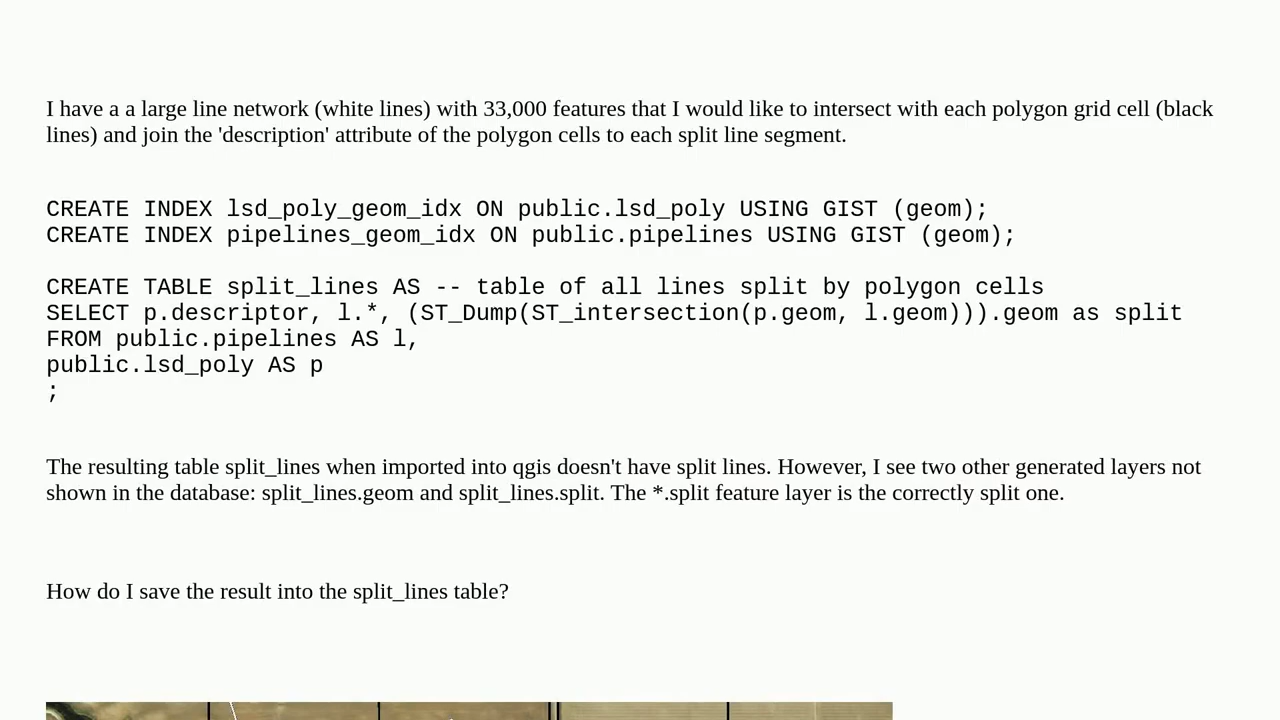 I have a a large line network (white lines) with 33,000 features that I would like to intersect with each polygon grid cell (black
lines) and join the 'description' attribute of the polygon cells to each split line segment.
CREATE INDEX lsd_poly_geom_idx ON public.lsd_poly USING GIST (geom);
CREATE INDEX pipelines_geom_idx ON public.pipelines USING GIST (geom);
CREATE TABLE split_lines AS -- table of all lines split by polygon cells
SELECT p.descriptor, l.*, (ST_Dump(ST_intersection(p.geom, l.geom))).geom as split
FROM public.pipelines AS l,
public.lsd_poly AS p
;
The resulting table split_lines when imported into qgis doesn't have split lines. However, I see two other generated layers not
shown in the database: split_lines.geom and split_lines.split. The *.split feature layer is the correctly split one.
How do I save the result into the split_lines table?